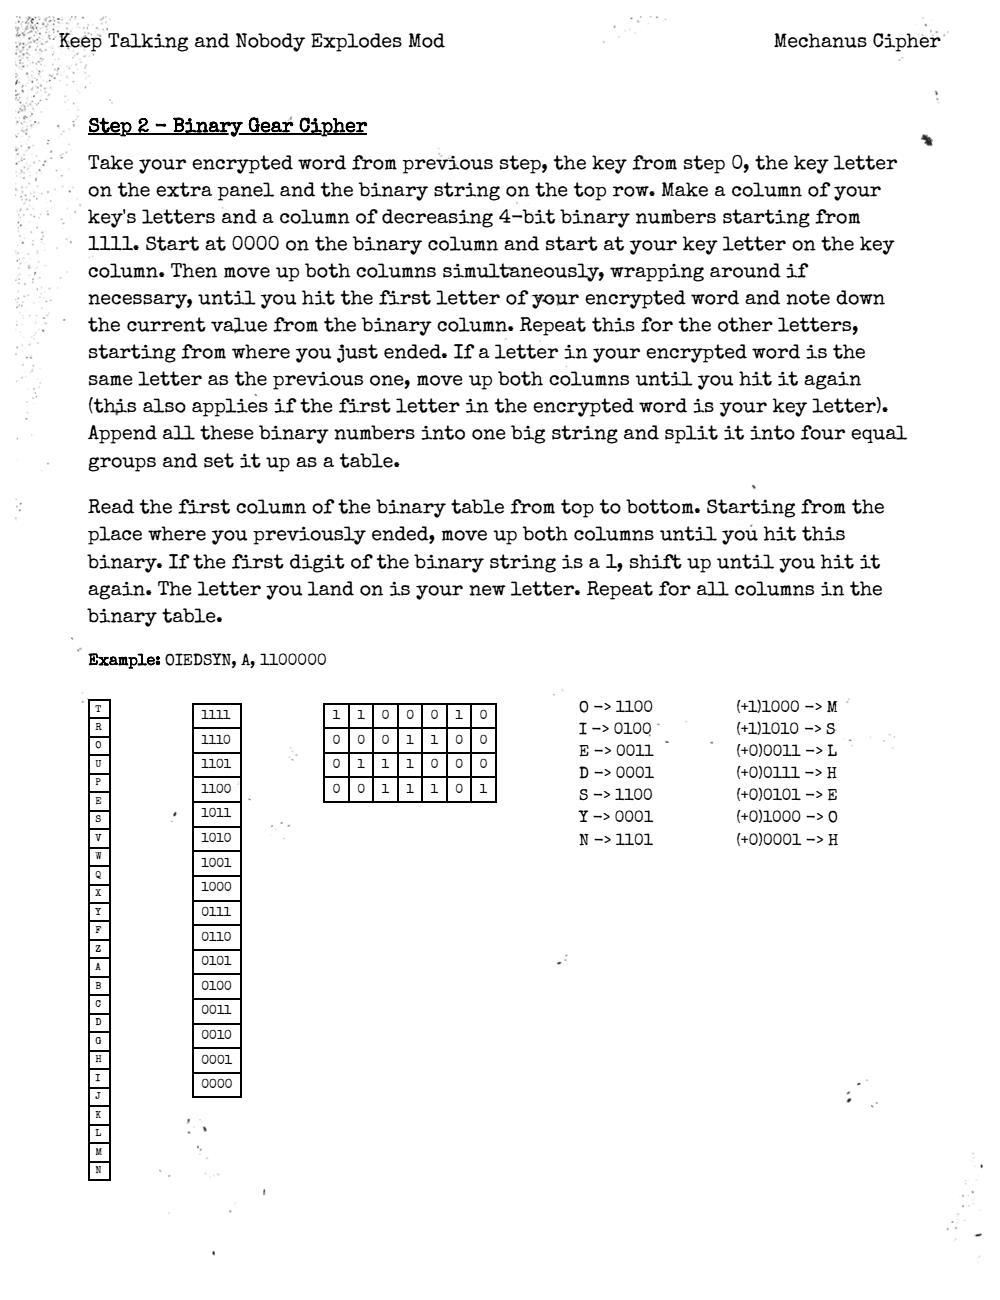 Keep Talking and Nobody Explodes Mod
Mechanus Cipher
Step 2 – Binary Gear Cipher
Take your encrypted word from previous step, the key from step 0, the key letter
on the extra panel and the binary string on the top row. Make a column of your
key's letters and a column of decreasing 4-bit binary numbers starting from
1111. Start at 0000 on the binary column and start at your key letter on the key
column. Then move up both columns simultaneously, wrapping around if
necessary, until you hit the first letter of your encrypted word and note down
the current value from the binary column. Repeat this for the other letters,
starting from where you just ended. If a letter in your encrypted word is the
same letter as the previous one, move up both columns until you hit it again
(this also applies if the first letter in the encrypted word is your key letter).
Append all these binary numbers into one big string and split it into four equal
groups and set it up as a table.
Read the first column of the binary table from top to bottom. Starting from the
place where you previously ended, move up both columns until you hit this
binary. If the first digit of the binary string is a 1, shift up until you hit it
again. The letter you land on is your new letter. Repeat for all columns in the
binary table.
Example: OIEDSYN, A, 1100000
T
R
O
U
P
E
S
V
W
Q
X
Y
F
Z
A
B
C
D
G
H
I
J
K
L
M
N
1111
1110
1101
1100
1011
1010
1001
1000
0111
0110
0101
0100
0011
0010
0001
0000
1 1 0 0 0 1 0
0 0 0 1 1 0 0
0 1 1 1 0 0 0
0 0 1 1 1 0 1
O –> 1100
I –> 0100
E –> 0011
D –> 0001
S –> 1100
Y –> 0001
N –> 1101
(+1)1000 –> M
(+1)1010 –> S
(+0)0011 –> L
(+0)0111 –> H
(+0)0101 –> E
(+0)1000 –> O
(+0)0001 –> H